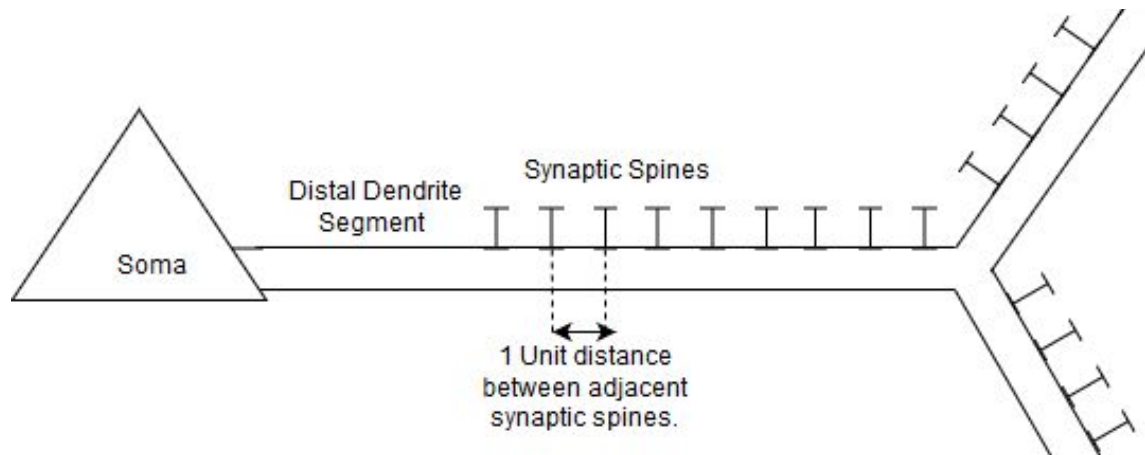 Synaptic Spines
Distal Dendrite
Segment
Soma
1 Unit distance
between adjacent
synaptic spines.